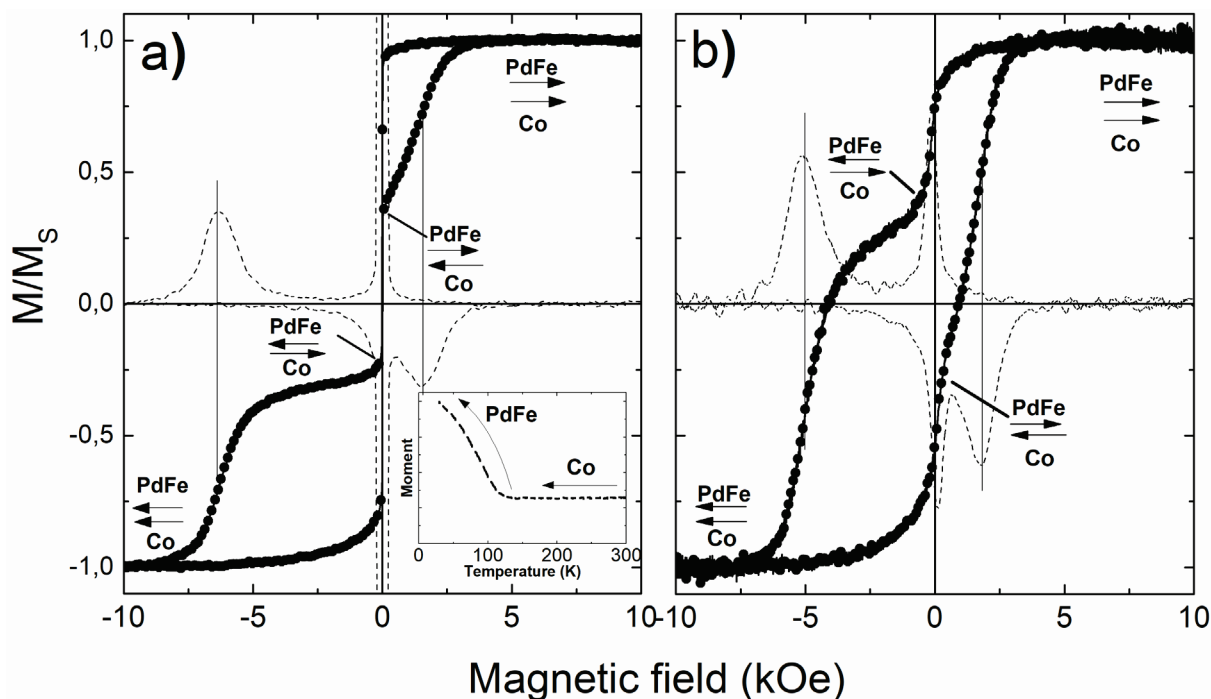 a)
1,0
0,5
0,0
-0,5
-1,0
M/M_S
PdFe
Co
PdFe
Co
PdFe
Co
PdFe
Co
Moment
PdFe
Co
0
100
200
300
Temperature (K)
-10
-5
0
5
10
b)
PdFe
Co
PdFe
Co
PdFe
Co
PdFe
Co
-10
-5
0
5
10
Magnetic field (kOe)